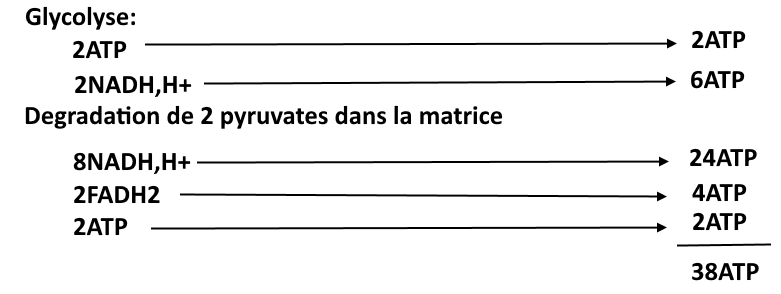 Glycolyse:
2ATP 2ATP
2NADH,H+ 6ATP
Degradation de 2 pyruvates dans la matrice
8NADH,H+ 24ATP
2FADH2 4ATP
2ATP 2ATP
38ATP